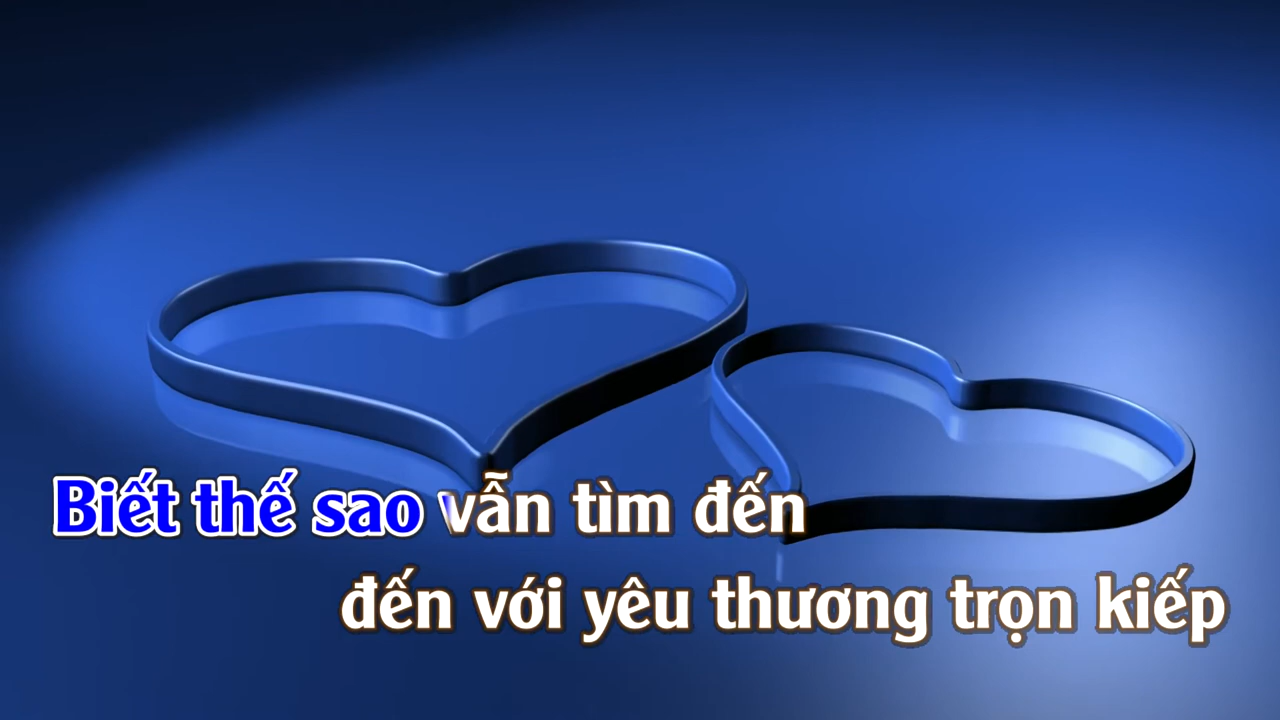 Biết thế sao vẫn tìm đến
đến với yêu thương trọn kiếp